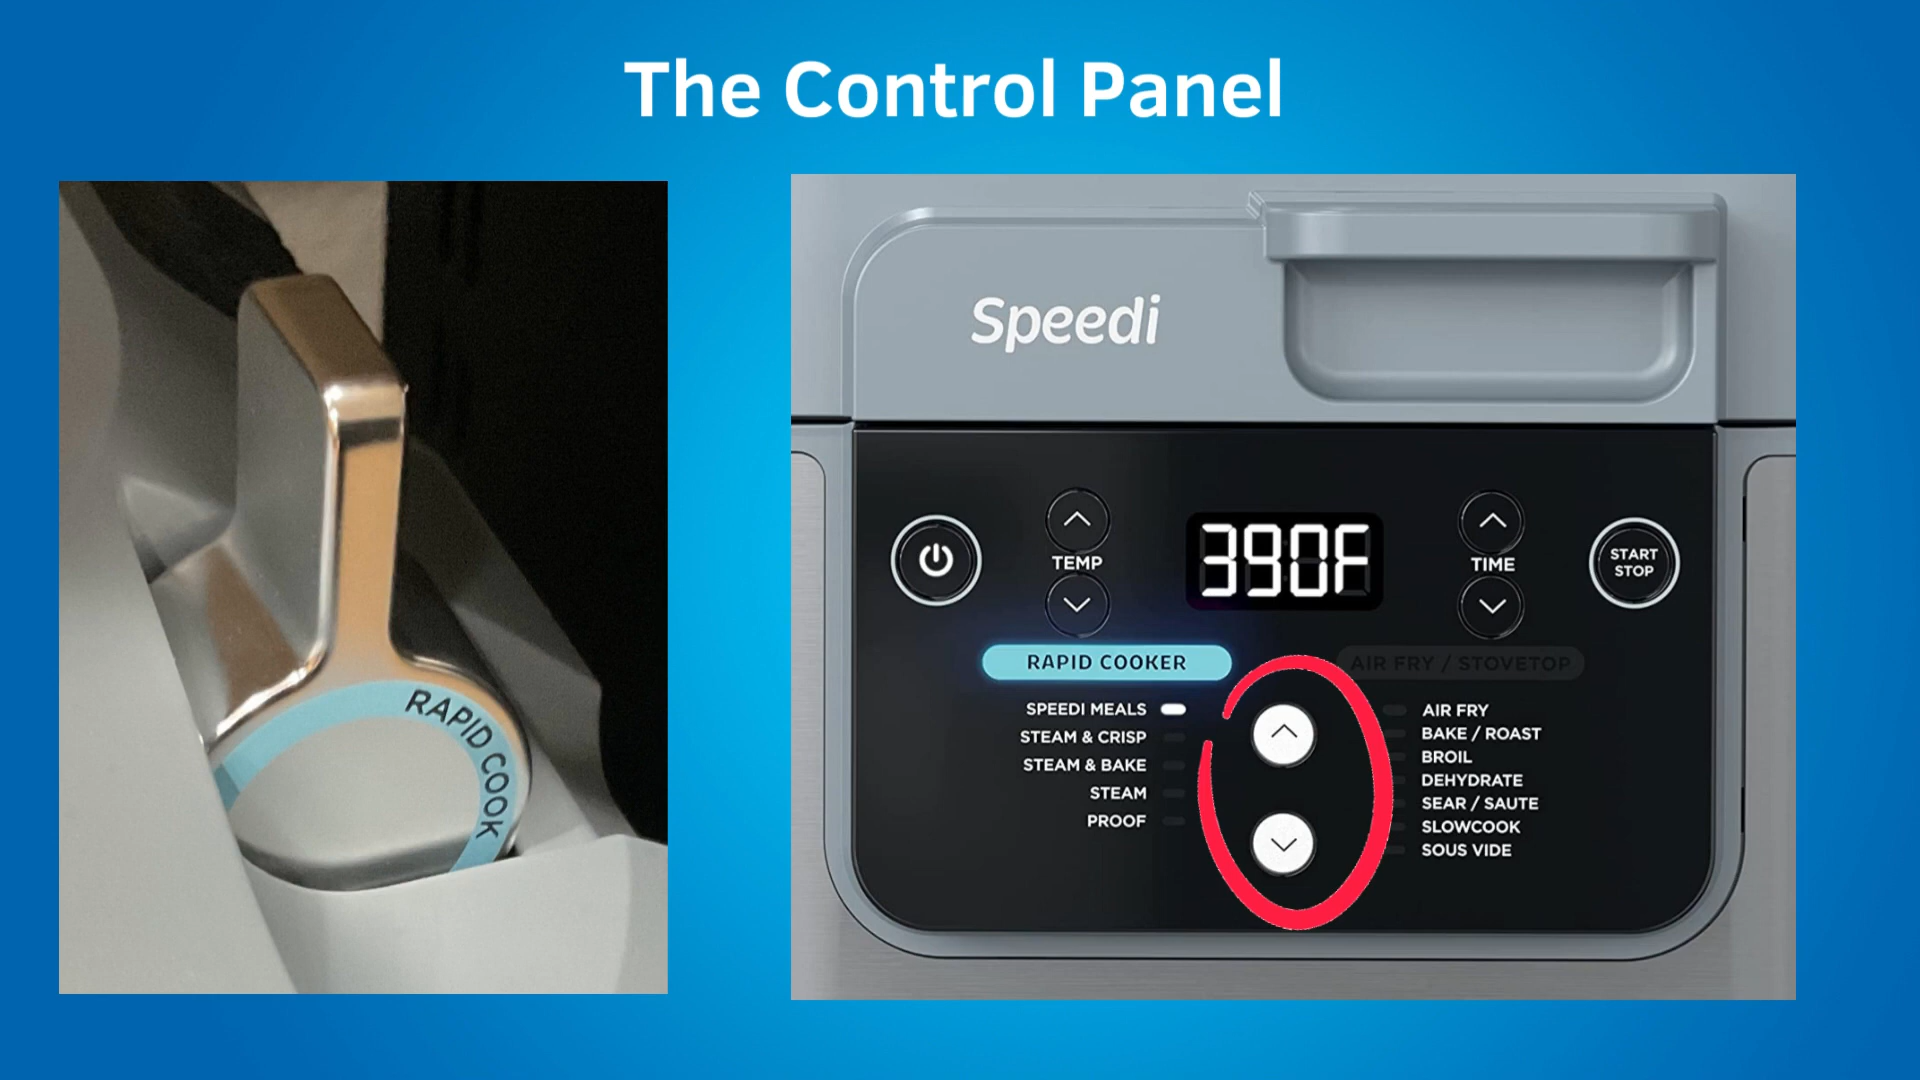 The Control Panel
RAPID COOK
Speedi
TEMP
390F
TIME
START
STOP
RAPID COOKER
AIR FRY / STOVETOP
SPEEDI MEALS
STEAM & CRISP
STEAM & BAKE
STEAM
PROOF
AIR FRY
BAKE / ROAST
BROIL
DEHYDRATE
SEAR / SAUTE
SLOWCOOK
SOUS VIDE